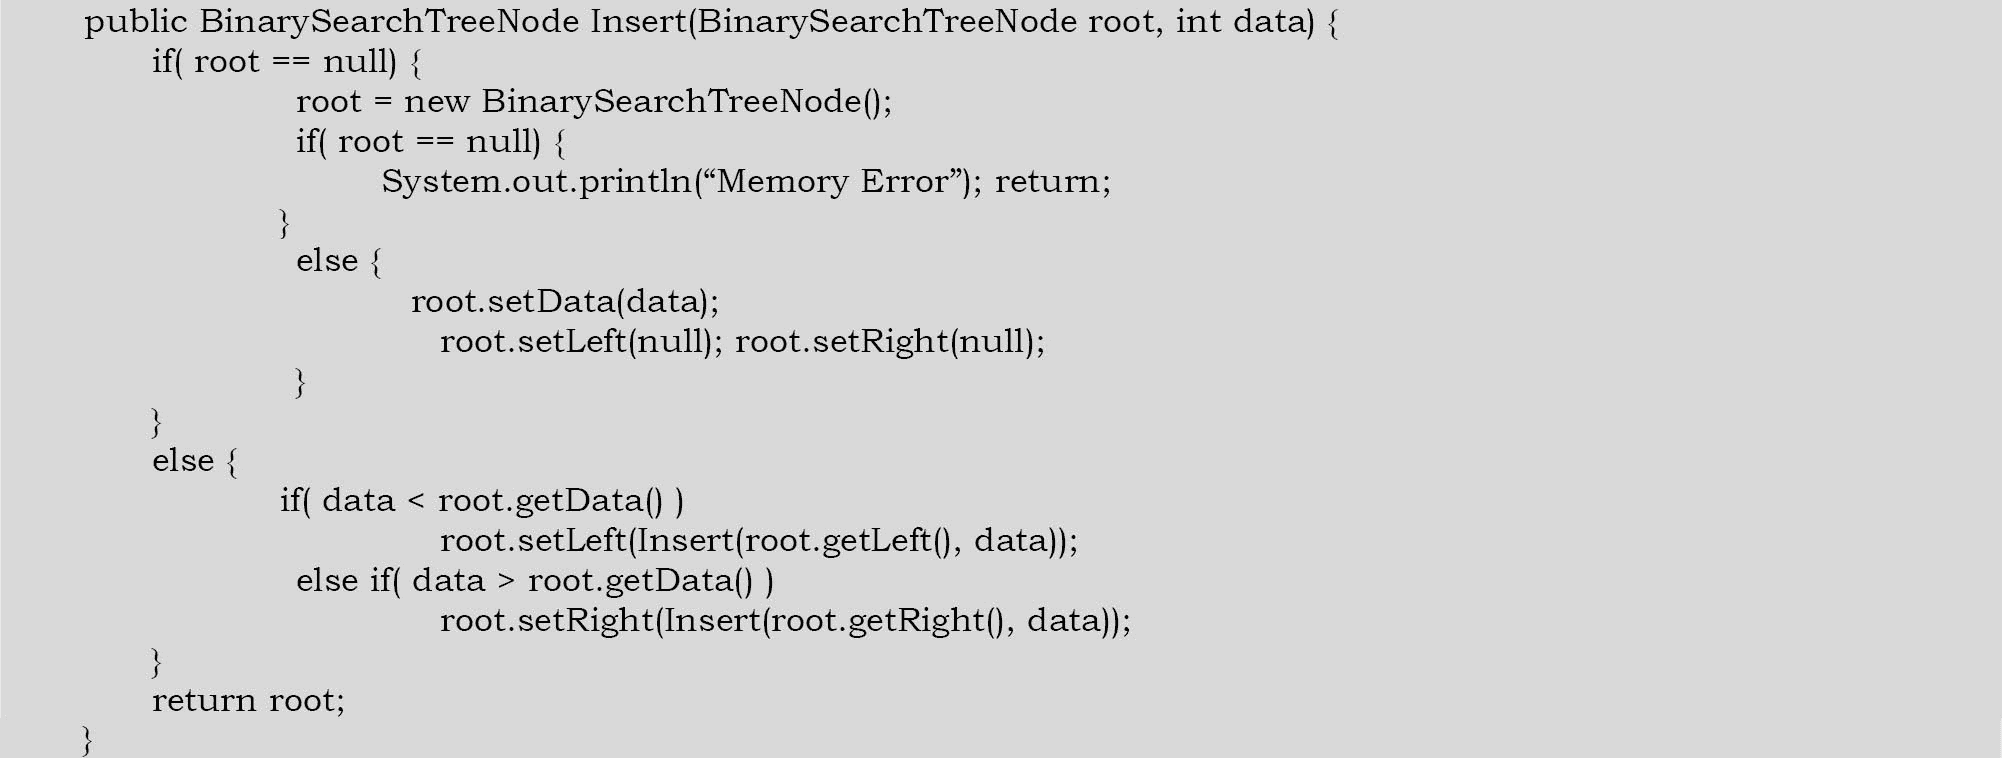 public BinarySearchTreeNode Insert(BinarySearchTreeNode root, int data) {
if( root == null) {
root = new BinarySearchTreeNode();
if( root == null) {
System.out.println(“Memory Error”); return;
}
else {
root.setData(data);
root.setLeft(null); root.setRight(null);
}
}
else {
if( data < root.getData() )
root.setLeft(Insert(root.getLeft(), data));
else if( data > root.getData() )
root.setRight(Insert(root.getRight(), data));
}
return root;
}